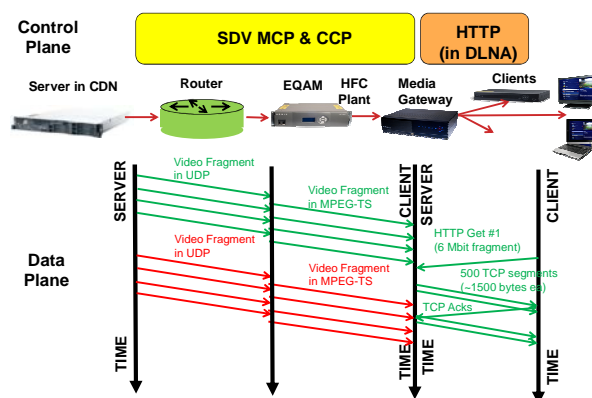 Control
Plane
SDV MCP & CCP
HTTP
(in DLNA)
Server in CDN
Router
EQAM
HFC
Plant
Media
Gateway
Clients
SERVER
Video Fragment
in UDP
Video Fragment
in MPEG-TS
CLIENT
SERVER
CLIENT
HTTP Get #1
(6 Mbit fragment)
Data
Plane
Video Fragment
in UDP
Video Fragment
in MPEG-TS
500 TCP segments
(~1500 bytes ea)
TCP Acks
TIME
TIME
TIME
TIME